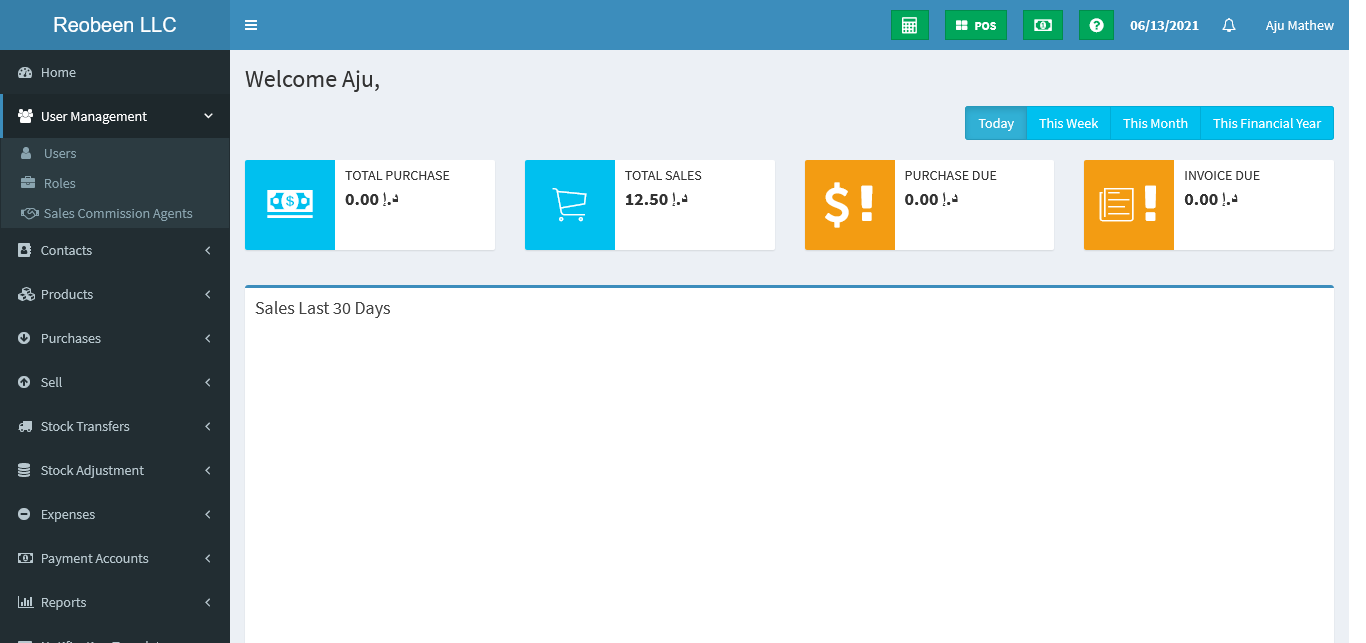 Reobeen LLC
POS
06/13/2021
Aju Mathew
Home
User Management
Users
Roles
Sales Commission Agents
Contacts
Products
Purchases
Sell
Stock Transfers
Stock Adjustment
Expenses
Payment Accounts
Reports
Welcome Aju,
Today
This Week
This Month
This Financial Year
TOTAL PURCHASE
0.00 د.إ
TOTAL SALES
12.50 د.إ
PURCHASE DUE
0.00 د.إ
INVOICE DUE
0.00 د.إ
Sales Last 30 Days